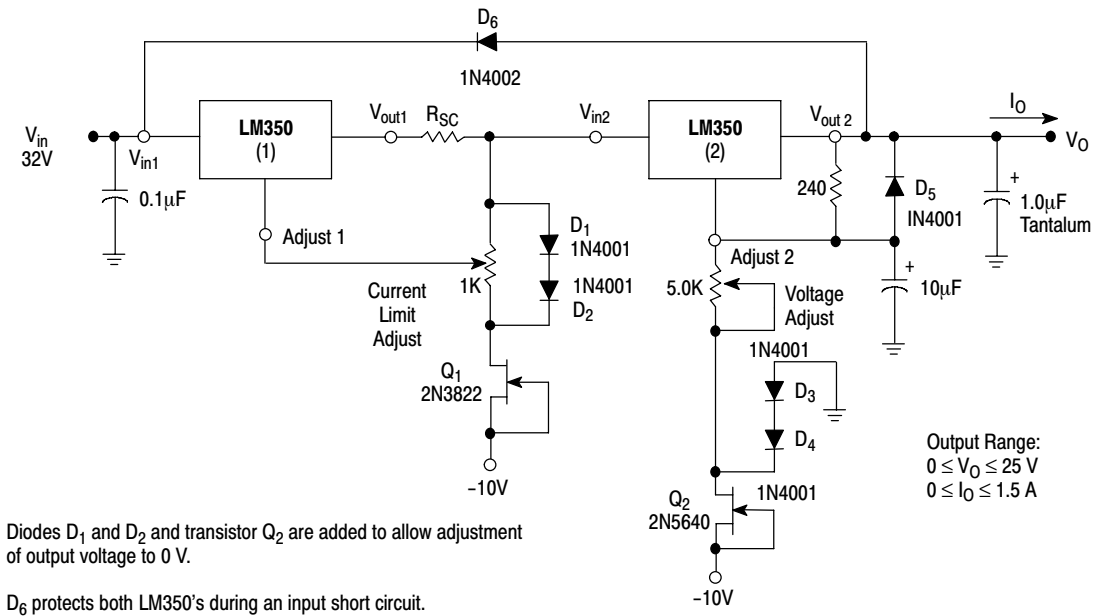 D6
1N4002
Vin
32V
Vin1
0.1μF
LM350
(1)
Adjust 1
Vout1
RSC
Vin2
LM350
(2)
Vout 2
IO
VO
240
D5
IN4001
1.0μF
Tantalum
+
Adjust 2
+
10μF
D1
1N4001
1N4001
D2
1K
Current
Limit
Adjust
5.0K
Voltage
Adjust
1N4001
D3
D4
1N4001
Q1
2N3822
–10V
Q2
2N5640
–10V
Output Range:
0 ≤ VO ≤ 25 V
0 ≤ IO ≤ 1.5 A
Diodes D1 and D2 and transistor Q2 are added to allow adjustment
of output voltage to 0 V.
D6 protects both LM350's during an input short circuit.